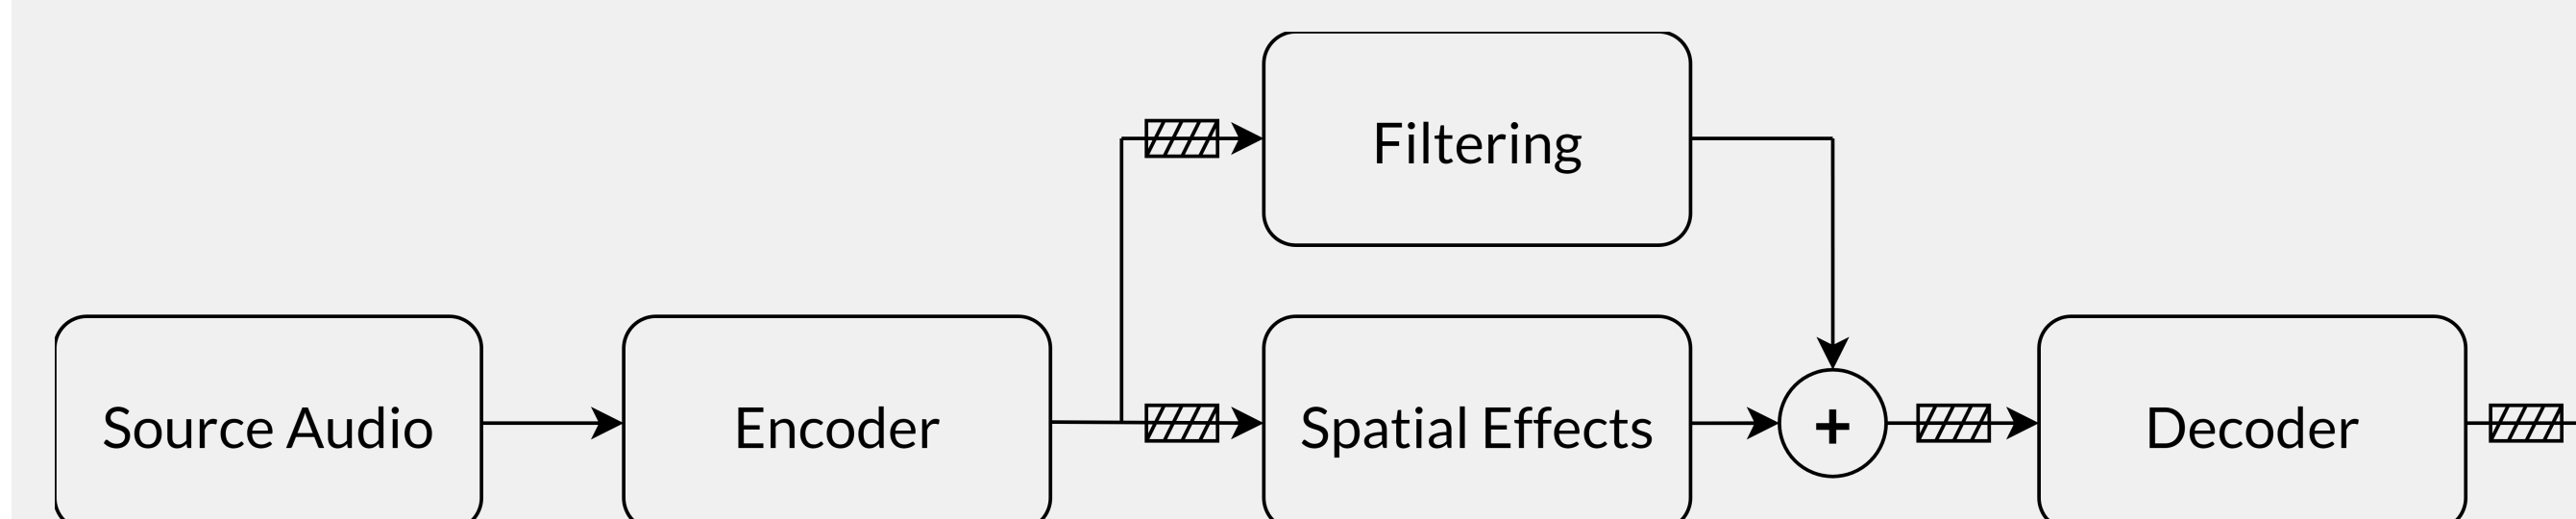 Filtering
Source Audio
Encoder
Spatial Effects
+
Decoder